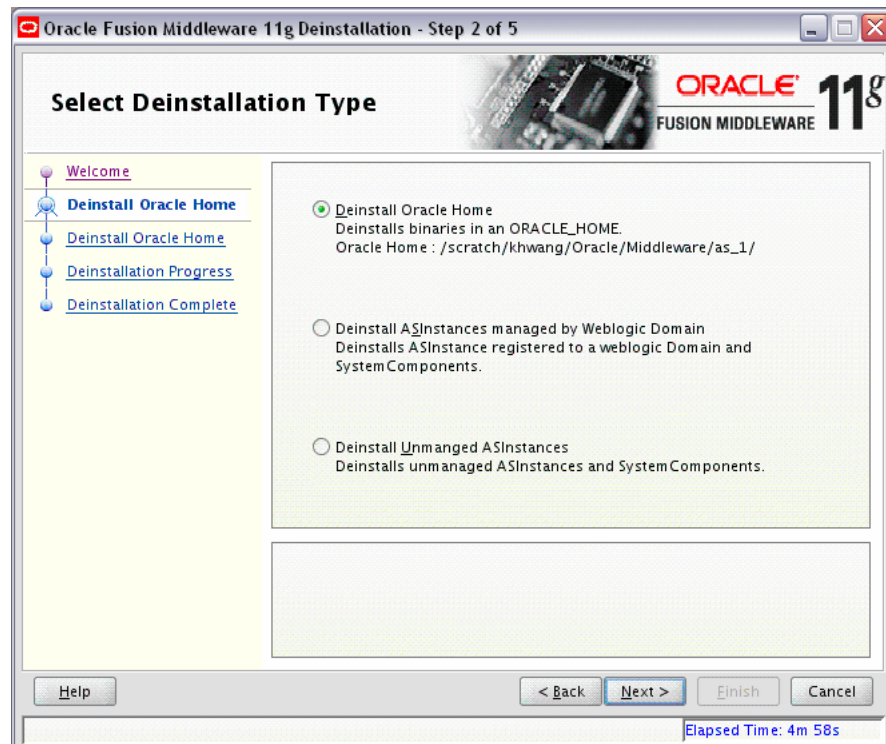 Oracle Fusion Middleware 11g Deinstallation - Step 2 of 5
Select Deinstallation Type
ORACLE
FUSION MIDDLEWARE
11g
Welcome
Deinstall Oracle Home
Deinstall Oracle Home
Deinstallation Progress
Deinstallation Complete
Deinstall Oracle Home
Deinstalls binaries in an ORACLE_HOME.
Oracle Home : /scratch/khwang/Oracle/Middleware/as_1/
Deinstall ASInstances managed by Weblogic Domain
Deinstalls ASInstance registered to a weblogic Domain and
SystemComponents.
Deinstall Unmanged ASInstances
Deinstalls unmanaged ASInstances and SystemComponents.
Help
< Back
Next >
Finish
Cancel
Elapsed Time: 4m 58s